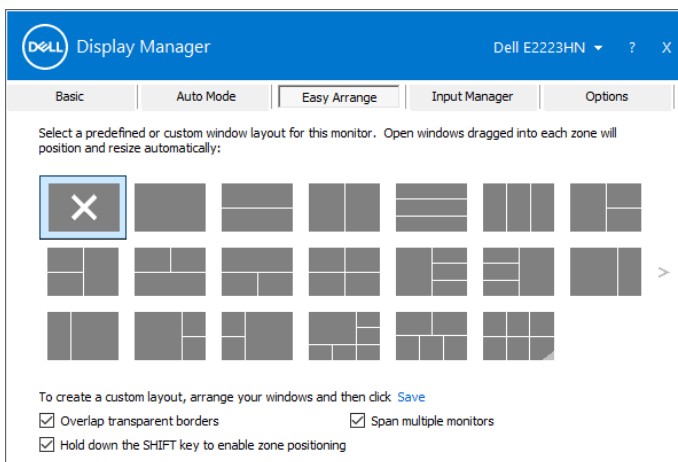 DELL Display Manager Dell E2223HN ? X
Basic Auto Mode Easy Arrange Input Manager Options
Select a predefined or custom window layout for this monitor. Open windows dragged into each zone will
position and resize automatically:
>
To create a custom layout, arrange your windows and then click Save
Overlap transparent borders Span multiple monitors
Hold down the SHIFT key to enable zone positioning